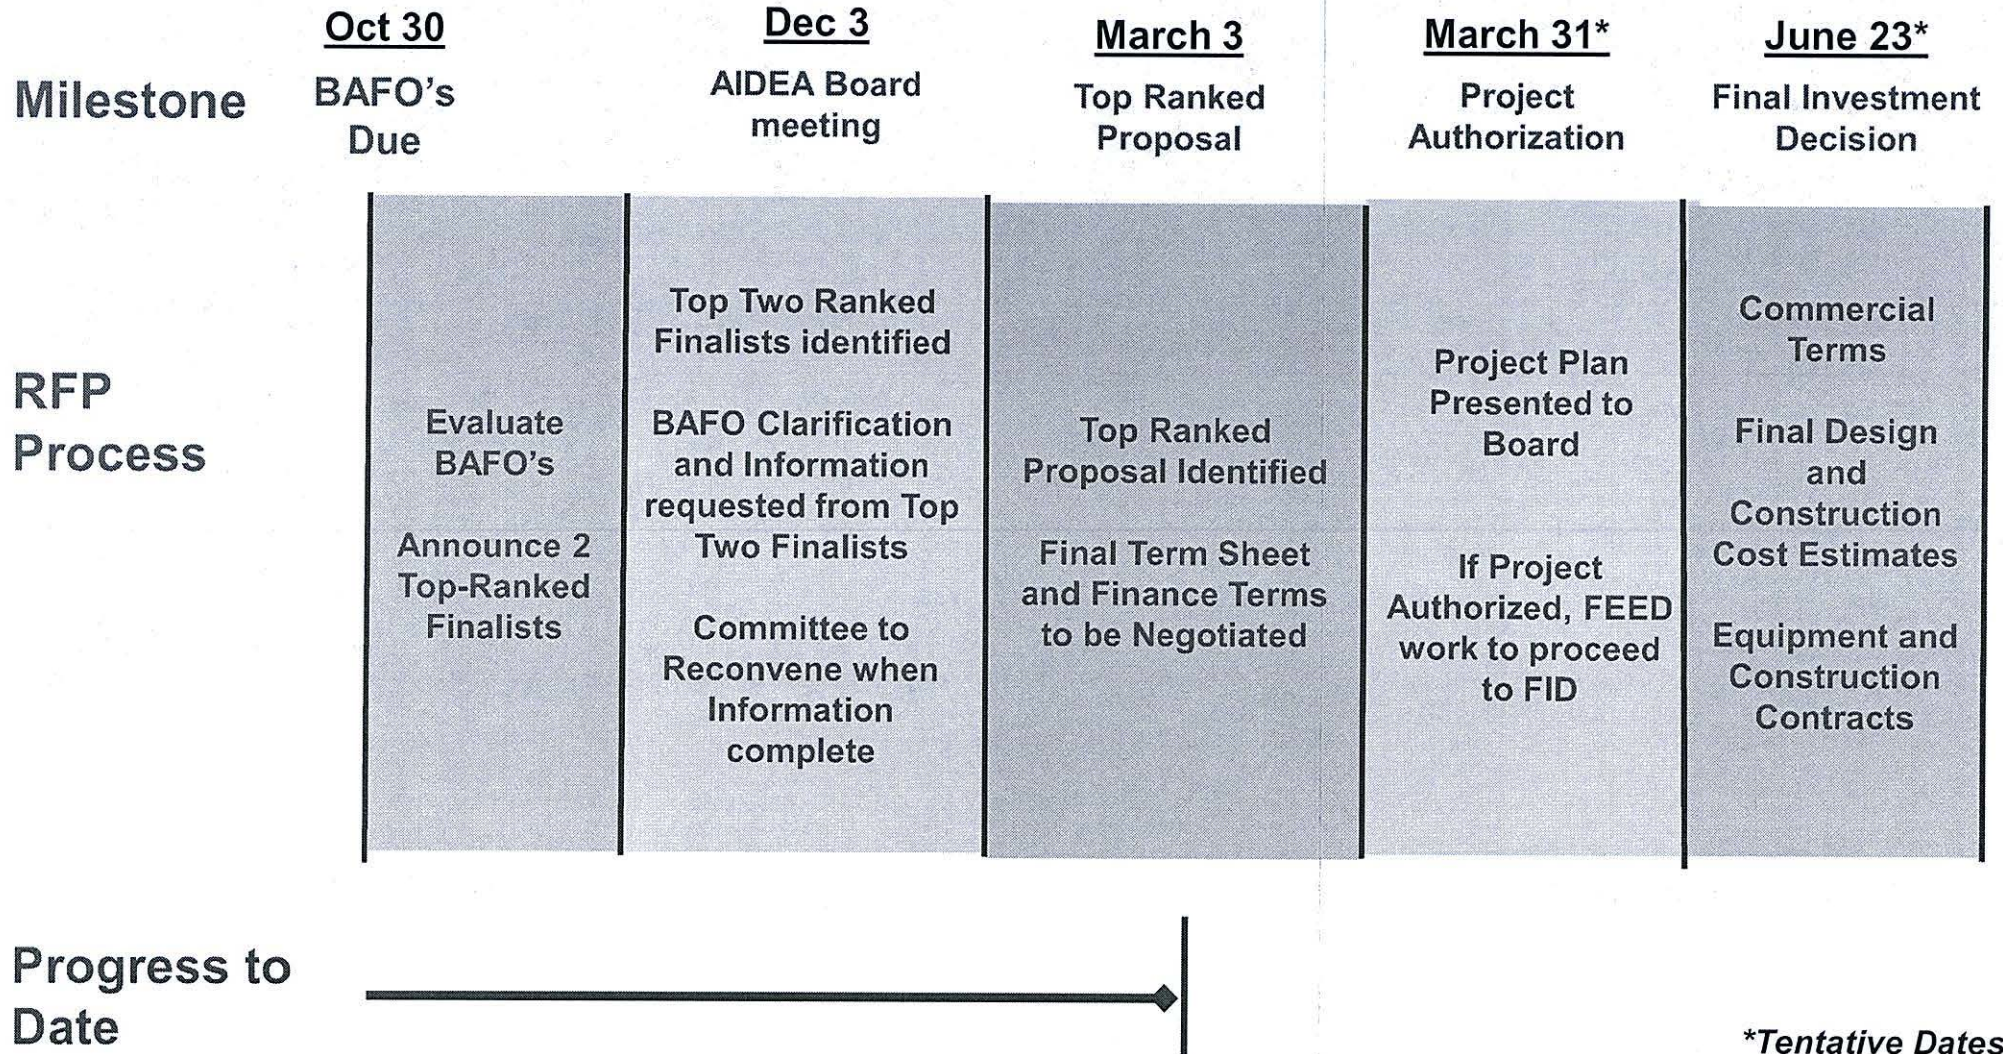 Oct 30
Dec 3
March 3
March 31*
June 23*
Milestone
BAFO's
Due
AIDEA Board
meeting
Top Ranked
Proposal
Project
Authorization
Final Investment
Decision
RFP
Process
Evaluate
BAFO's
Announce 2
Top-Ranked
Finalists
Top Two Ranked
Finalists identified
BAFO Clarification
and Information
requested from Top
Two Finalists
Committee to
Reconvene when
Information
complete
Top Ranked
Proposal Identified
Final Term Sheet
and Finance Terms
to be Negotiated
Project Plan
Presented to
Board
If Project
Authorized, FEED
work to proceed
to FID
Commercial
Terms
Final Design
and
Construction
Cost Estimates
Equipment and
Construction
Contracts
Progress to
Date
*Tentative Dates